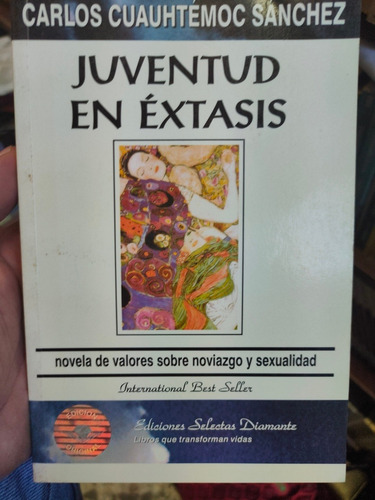 CARLOS CUAUHTÉMOC SÁNCHEZ
JUVENTUD
EN ÉXTASIS
novela de valores sobre noviazgo y sexualidad
International Best Seller
Ediciones Selectas Diamante
Libros que transforman vidas